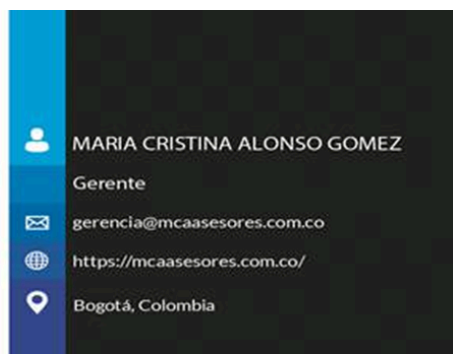 MARIA CRISTINA ALONSO GOMEZ
Gerente
gerencia@mcaasesores.com.co
https://mcaasesores.com.co/
Bogotá, Colombia